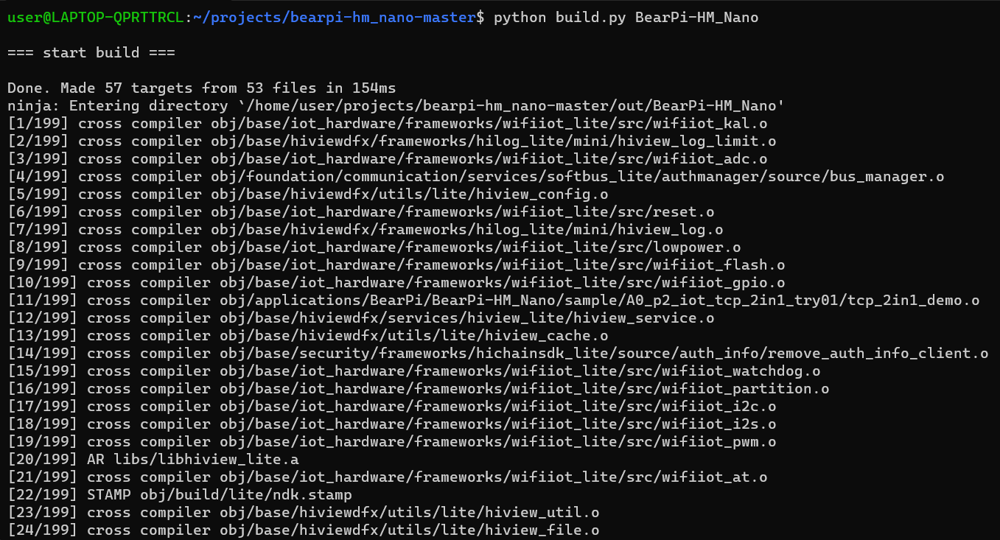 user@LAPTOP-QPRTTRCL:~/projects/bearpi-hm_nano-master$ python build.py BearPi-HM_Nano
=== start build ===
Done. Made 57 targets from 53 files in 154ms
ninja: Entering directory `/home/user/projects/bearpi-hm_nano-master/out/BearPi-HM_Nano'
[1/199] cross compiler obj/base/iot_hardware/frameworks/wifiiot_lite/src/wifiiot_kal.o
[2/199] cross compiler obj/base/hiviewdfx/frameworks/hilog_lite/mini/hiview_log_limit.o
[3/199] cross compiler obj/base/iot_hardware/frameworks/wifiiot_lite/src/wifiiot_adc.o
[4/199] cross compiler obj/foundation/communication/services/softbus_lite/authmanager/source/bus_manager.o
[5/199] cross compiler obj/base/hiviewdfx/utils/lite/hiview_config.o
[6/199] cross compiler obj/base/iot_hardware/frameworks/wifiiot_lite/src/reset.o
[7/199] cross compiler obj/base/hiviewdfx/frameworks/hilog_lite/mini/hiview_log.o
[8/199] cross compiler obj/base/iot_hardware/frameworks/wifiiot_lite/src/lowpower.o
[9/199] cross compiler obj/base/iot_hardware/frameworks/wifiiot_lite/src/wifiiot_flash.o
[10/199] cross compiler obj/base/iot_hardware/frameworks/wifiiot_lite/src/wifiiot_gpio.o
[11/199] cross compiler obj/applications/BearPi/BearPi-HM_Nano/sample/A0_p2_iot_tcp_2in1_try01/tcp_2in1_demo.o
[12/199] cross compiler obj/base/hiviewdfx/services/hiview_lite/hiview_service.o
[13/199] cross compiler obj/base/hiviewdfx/utils/lite/hiview_cache.o
[14/199] cross compiler obj/base/security/frameworks/hichainsdk_lite/source/auth_info/remove_auth_info_client.o
[15/199] cross compiler obj/base/iot_hardware/frameworks/wifiiot_lite/src/wifiiot_watchdog.o
[16/199] cross compiler obj/base/iot_hardware/frameworks/wifiiot_lite/src/wifiiot_partition.o
[17/199] cross compiler obj/base/iot_hardware/frameworks/wifiiot_lite/src/wifiiot_i2c.o
[18/199] cross compiler obj/base/iot_hardware/frameworks/wifiiot_lite/src/wifiiot_i2s.o
[19/199] cross compiler obj/base/iot_hardware/frameworks/wifiiot_lite/src/wifiiot_pwm.o
[20/199] AR libs/libhiview_lite.a
[21/199] cross compiler obj/base/iot_hardware/frameworks/wifiiot_lite/src/wifiiot_at.o
[22/199] STAMP obj/build/lite/ndk.stamp
[23/199] cross compiler obj/base/hiviewdfx/utils/lite/hiview_util.o
[24/199] cross compiler obj/base/hiviewdfx/utils/lite/hiview_file.o